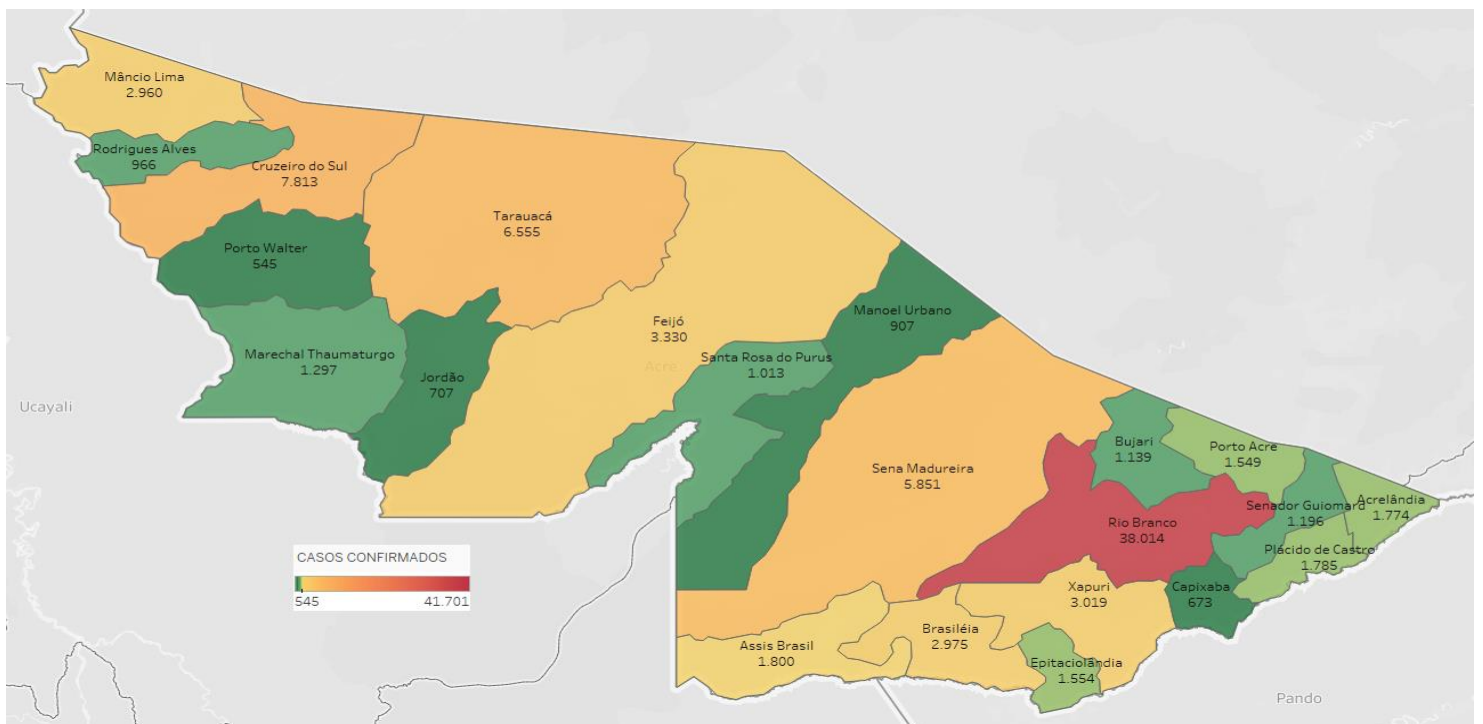 Mâncio Lima
2.960
Rodrigues Alves
966
Cruzeiro do Sul
7.813
Tarauacá
6.555
Porto Walter
545
Marechal Thaumaturgo
1.297
Jordão
707
Feijó
3.330
Acre
Santa Rosa do Purus
1.013
Manoel Urbano
907
Ucayali
Sena Madureira
5.851
Bujari
1.139
Porto Acre
1.549
Rio Branco
38.014
Senador Guiomard
1.196
Acrelândia
1.774
Plácido de Castro
1.785
CASOS CONFIRMADOS
545
41.701
Xapuri
3.019
Capixaba
673
Assis Brasil
1.800
Brasiléia
2.975
Epitaciolândia
1.554
Pando